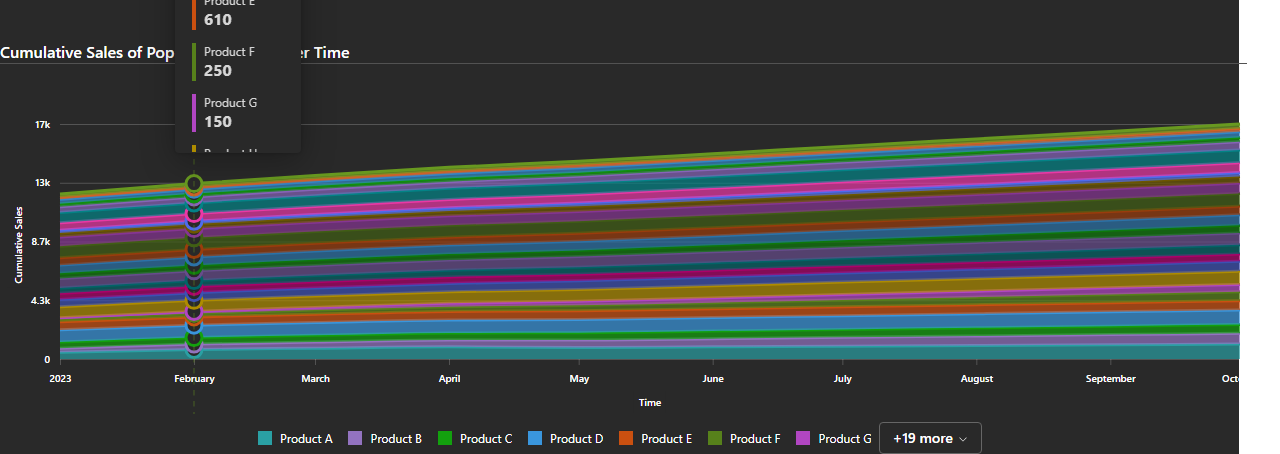 Product E
610
Cumulative Sales of Pop
er Time
Product F
250
Product G
150
17k
13k
8.7k
4.3k
0
Cumulative Sales
2023
February
March
April
May
June
July
August
September
Octo
Time
Product A
Product B
Product C
Product D
Product E
Product F
Product G
+19 more